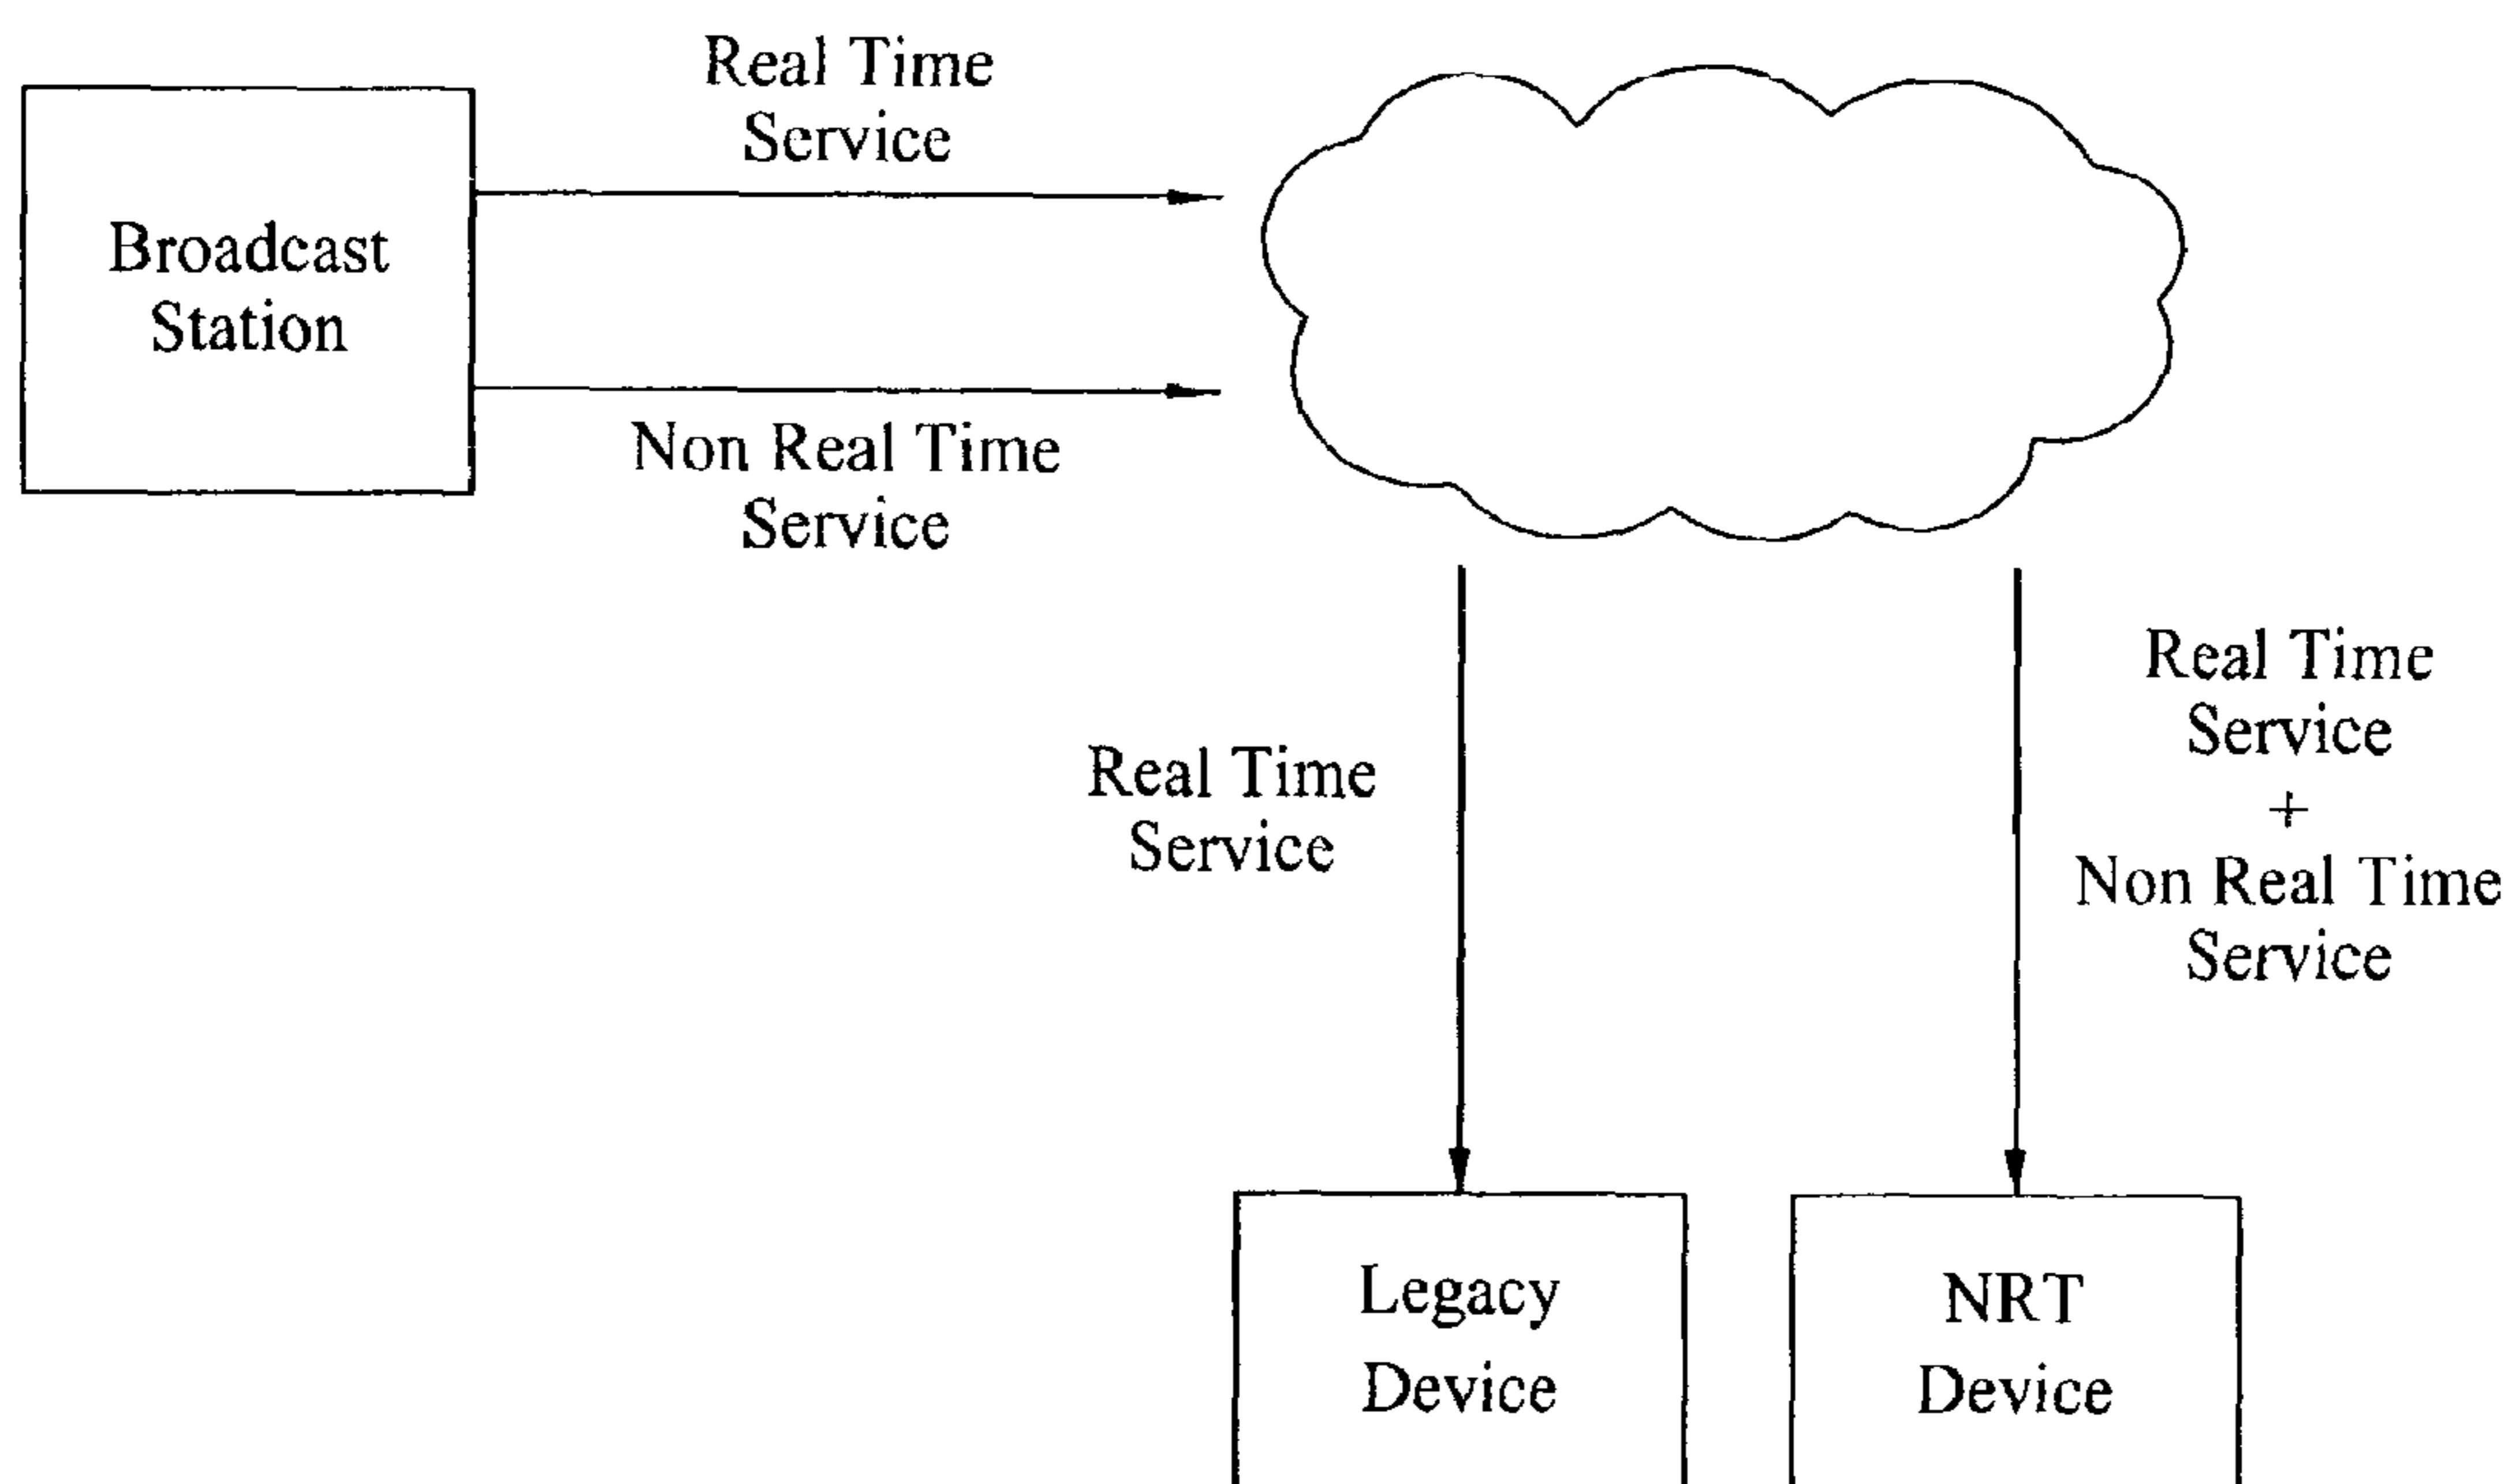 Real Time
Service
Broadcast
Station
Non Real Time
Service
Real Time
Service
Real Time
Service
+
Non Real Time
Service
Legacy
Device
NRT
Device